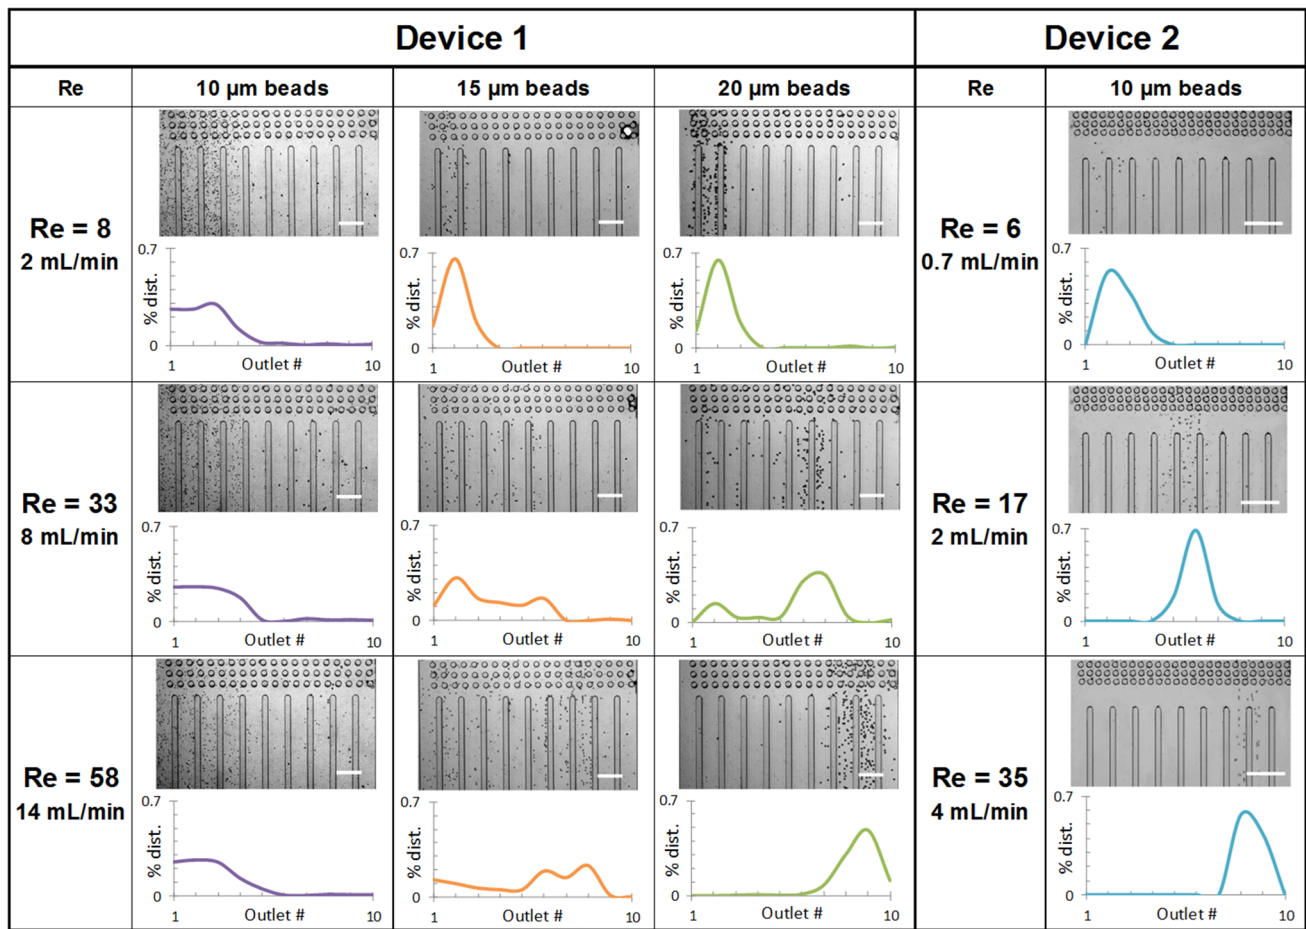 Device 1 Device 2
Re 10 µm beads 15 µm beads 20 µm beads Re 10 µm beads
Re = 8
2 mL/min
0.7
% dist.
0
1 Outlet # 10
0.7
% dist.
0
1 Outlet # 10
0.7
% dist.
0
1 Outlet # 10
Re = 6
0.7 mL/min
0.7
% dist.
0
1 Outlet # 10
Re = 33
8 mL/min
0.7
% dist.
0
1 Outlet # 10
0.7
% dist.
0
1 Outlet # 10
0.7
% dist.
0
1 Outlet # 10
Re = 17
2 mL/min
0.7
% dist.
0
1 Outlet # 10
Re = 58
14 mL/min
0.7
% dist.
0
1 Outlet # 10
0.7
% dist.
0
1 Outlet # 10
0.7
% dist.
0
1 Outlet # 10
Re = 35
4 mL/min
0.7
% dist.
0
1 Outlet # 10